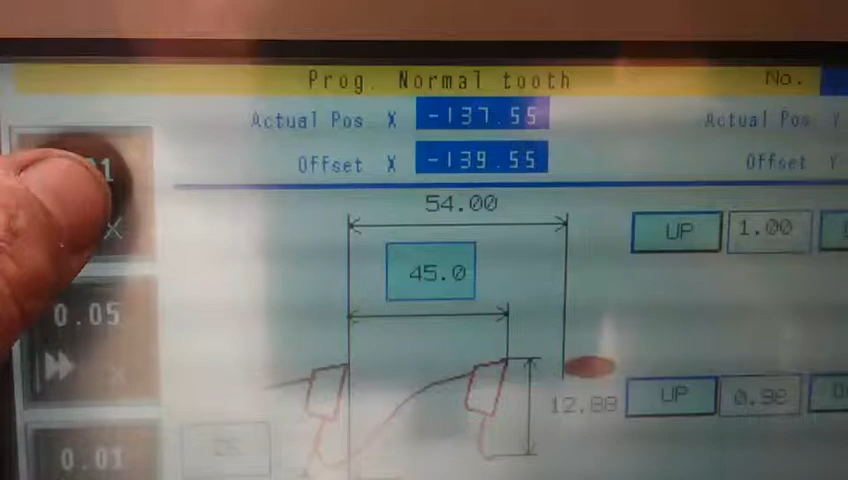 Prog. Normal tooth No.
Actual Pos X -137.55 Actual Pos Y
Offset X -139.55 Offset Y
X
54.00
UP 1.00
45.0
0.05
X
12.88
UP
0.01